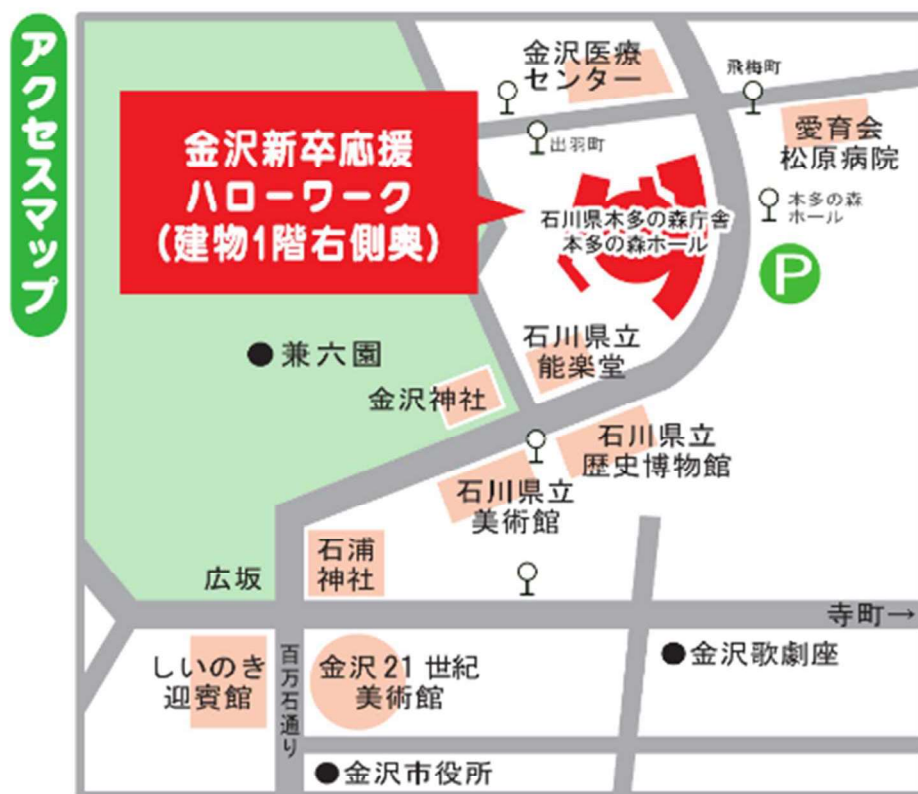 アクセスマップ
金沢医療
センター
飛梅町
出羽町
愛育会
松原病院
金沢新卒応援
ハローワーク
(建物1階右側奥)
石川県本多の森庁舎
本多の森ホール
本多の森
ホール
P
石川県立
能楽堂
●兼六園
金沢神社
石川県立
歴史博物館
石川県立
美術館
石浦
神社
広坂
寺町→
しいのき
迎賓館
百万石通り
金沢21世紀
美術館
●金沢歌劇座
●金沢市役所